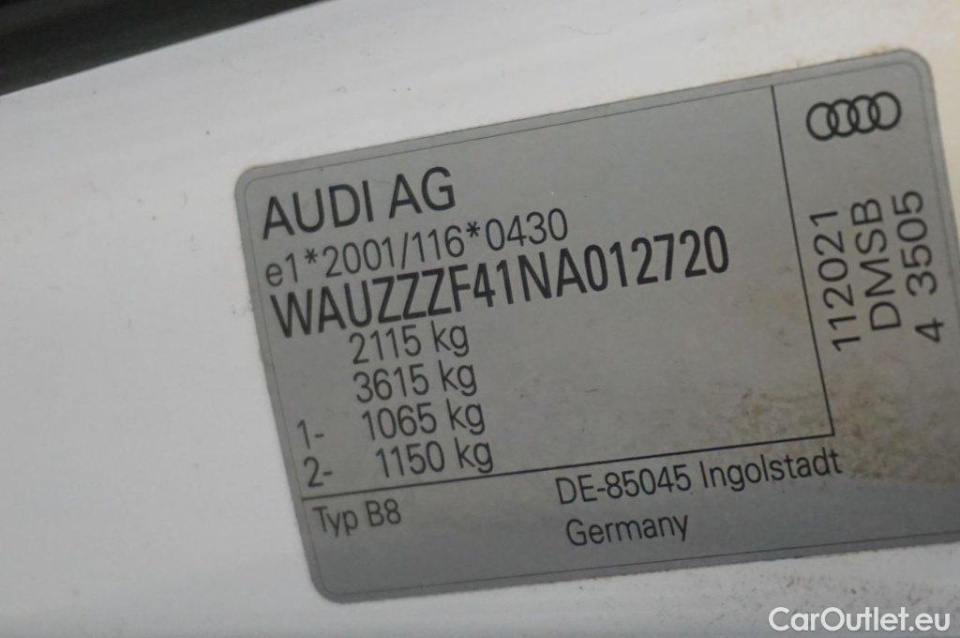 AUDI AG
e1*2001/116*0430
WAUZZZF41NA012720
2115 kg
3615 kg
1- 1065 kg
2- 1150 kg
Typ B8
DE-85045 Ingolstadt
Germany
112021
DMSB
4 3505
CarOutlet.eu